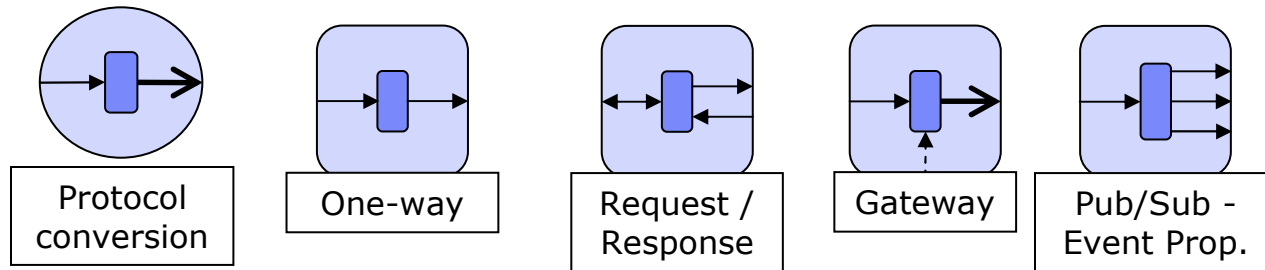 Protocol
conversion
One-way
Request /
Response
Gateway
Pub/Sub -
Event Prop.